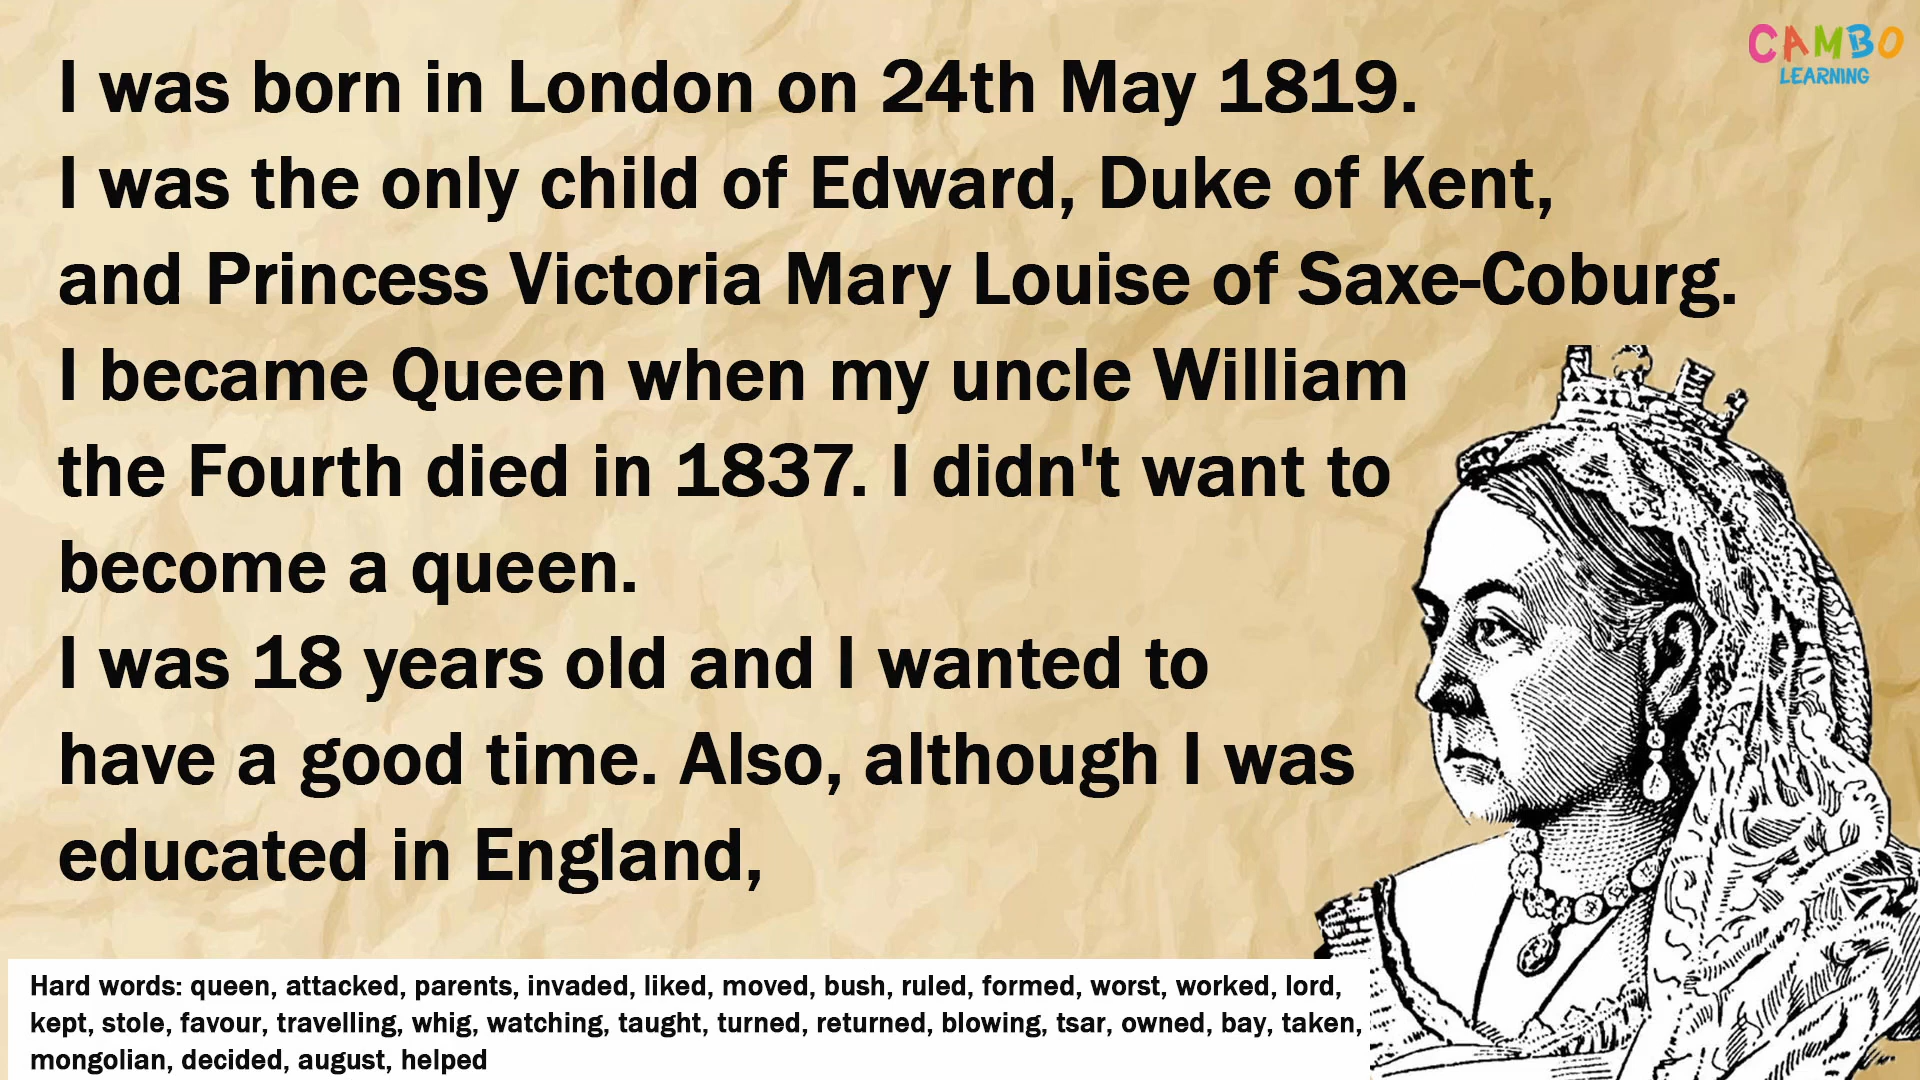 CAMBO
LEARNING
I was born in London on 24th May 1819.
I was the only child of Edward, Duke of Kent,
and Princess Victoria Mary Louise of Saxe-Coburg.
I became Queen when my uncle William
the Fourth died in 1837. I didn't want to
become a queen.
I was 18 years old and I wanted to
have a good time. Also, although I was
educated in England,
Hard words: queen, attacked, parents, invaded, liked, moved, bush, ruled, formed, worst, worked, lord,
kept, stole, favour, travelling, whig, watching, taught, turned, returned, blowing, tsar, owned, bay, taken,
mongolian, decided, august, helped